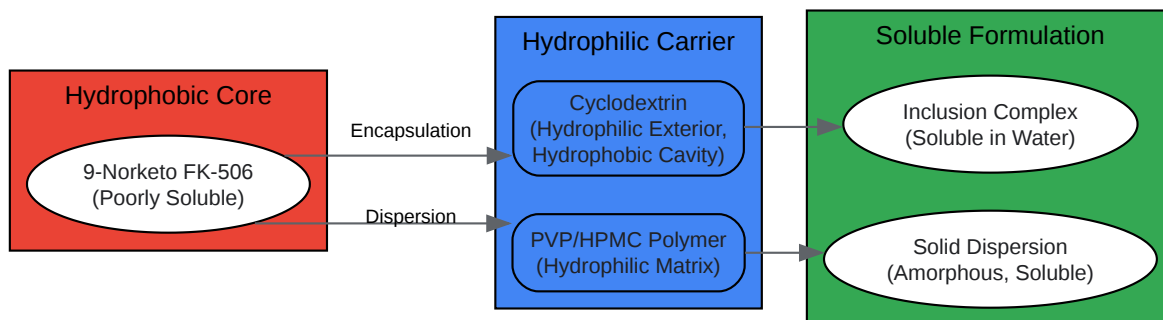 Hydrophobic Core
9-Norketo FK-506
(Poorly Soluble)
Encapsulation
Dispersion
Hydrophilic Carrier
Cyclodextrin
(Hydrophilic Exterior,
Hydrophobic Cavity)
PVP/HPMC Polymer
(Hydrophilic Matrix)
Soluble Formulation
Inclusion Complex
(Soluble in Water)
Solid Dispersion
(Amorphous, Soluble)